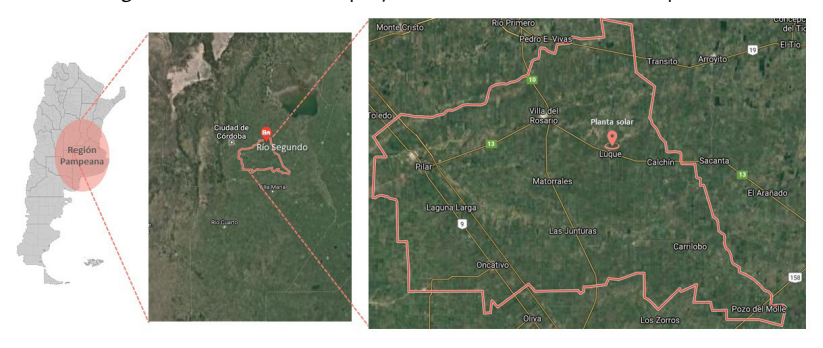 Región
Pampeana
Ciudad de
Córdoba
Río Segundo
Villa María
Río Cuarto
Monte Cristo
Río Primero
Pedro E. Vivas
Tránsito
Arroyito
19
El Tío
10
Toledo
Villa del
Rosario
Planta solar
13
Luque
Calchín
Sacanta
13
Pilar
El Arañado
Matorrales
Laguna Larga
9
Las Junturas
Carrilobo
Oncativo
158
Pozo del Molle
Oliva
Los Zorros